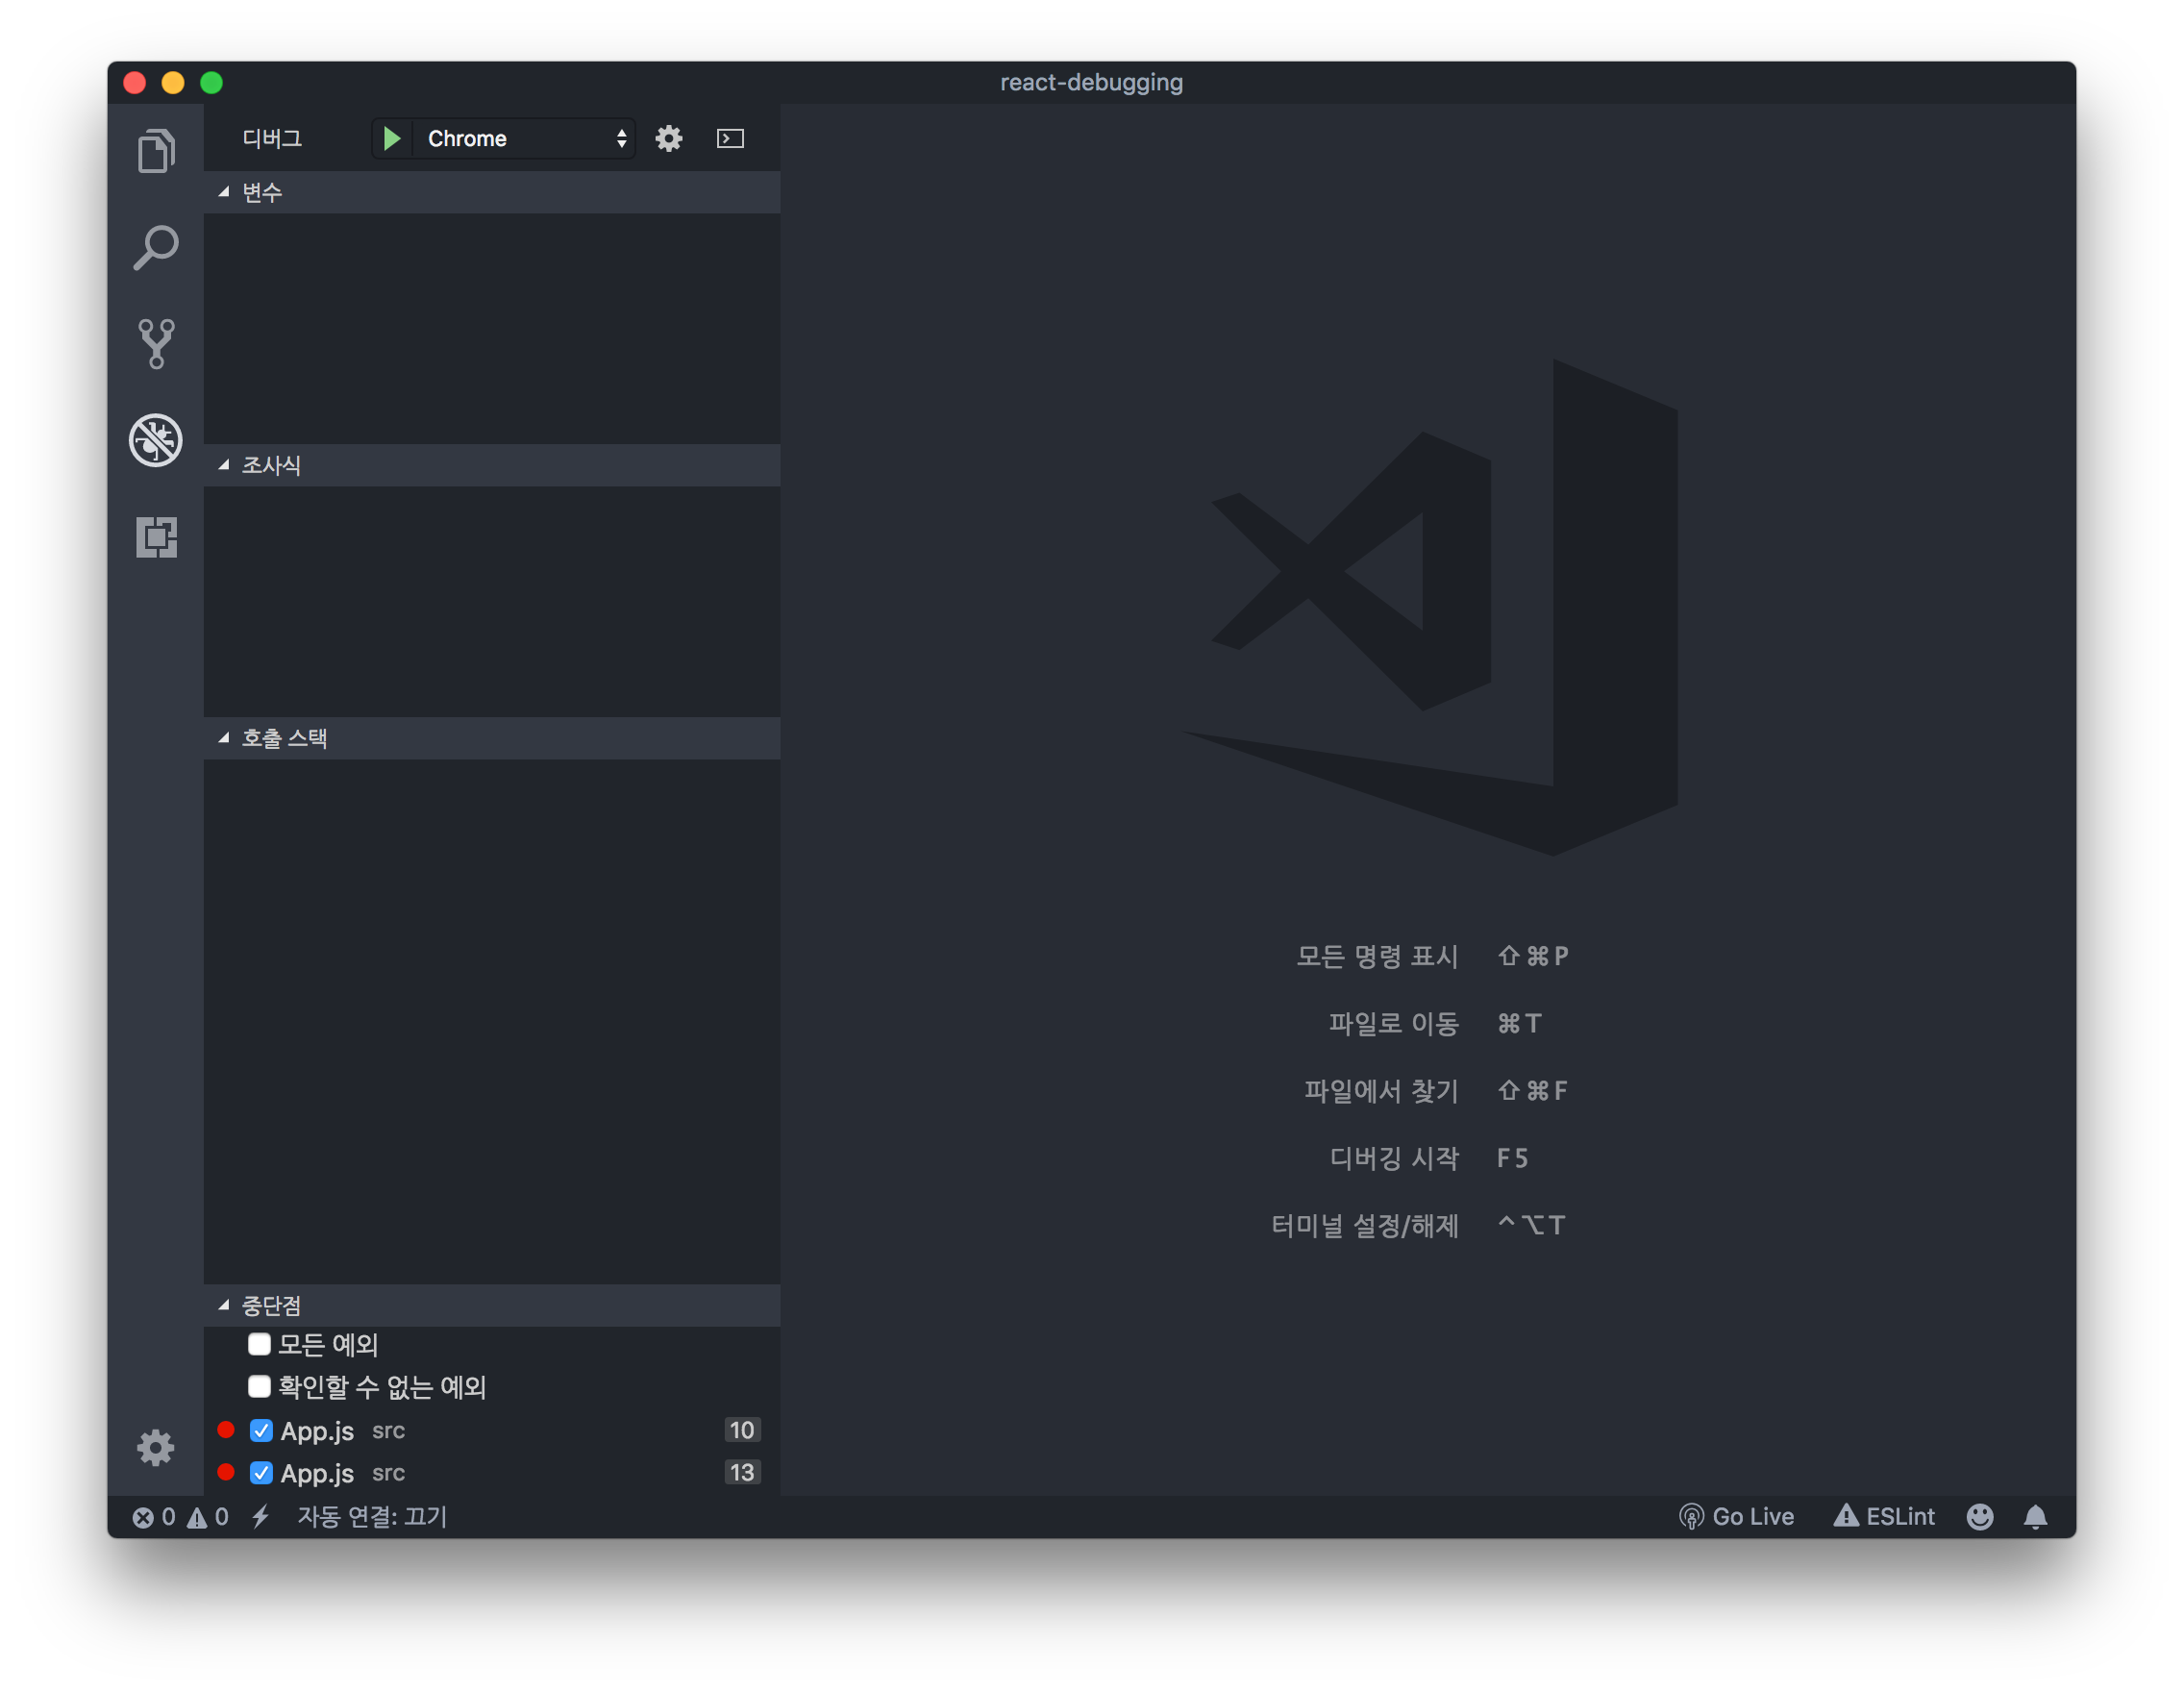 react-debugging
디버그 Chrome
변수
조사식
호출 스택
모든 명령 표시 ⇧⌘P
파일로 이동 ⌘T
파일에서 찾기 ⇧⌘F
디버깅 시작 F5
터미널 설정/해제 ^⌥T
중단점
모든 예외
확인할 수 없는 예외
App.js src 10
App.js src 13
0 0 자동 연결: 끄기 Go Live ESLint